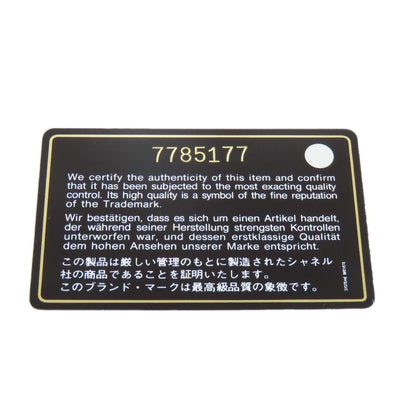 7785177
We certify the authenticity of this item and confirm
that it has been subjected to the most exacting quality
control. Its high quality is a symbol of the fine reputation
of the Trademark.
Wir bestätigen, dass es sich um einen Artikel handelt,
der während seiner Herstellung strengsten Kontrollen
unterworfen war, und dessen erstklassige Qualität
dem hohen Ansehen unserer Marke entspricht.
この製品は厳しい管理のもとに製造されたシャネル
社の商品であることを証明いたします。
このブランド・マークは最高級品質の象徴です。